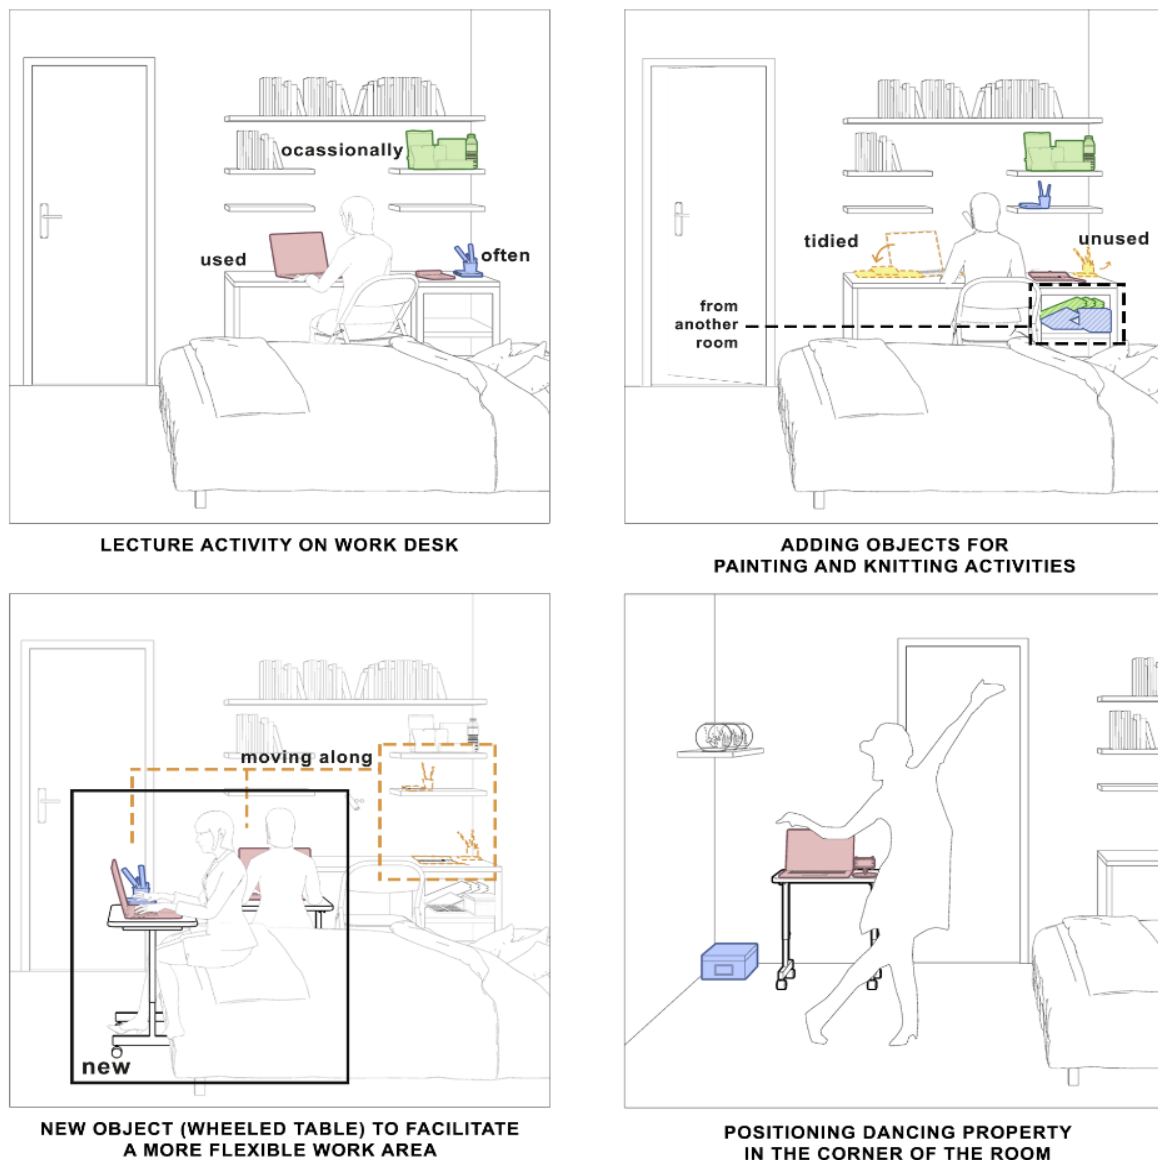 ocassionally
used
often
LECTURE ACTIVITY ON WORK DESK
tidied
unused
from
another
room
ADDING OBJECTS FOR
PAINTING AND KNITTING ACTIVITIES
moving along
new
NEW OBJECT (WHEELED TABLE) TO FACILITATE
A MORE FLEXIBLE WORK AREA
POSITIONING DANCING PROPERTY
IN THE CORNER OF THE ROOM